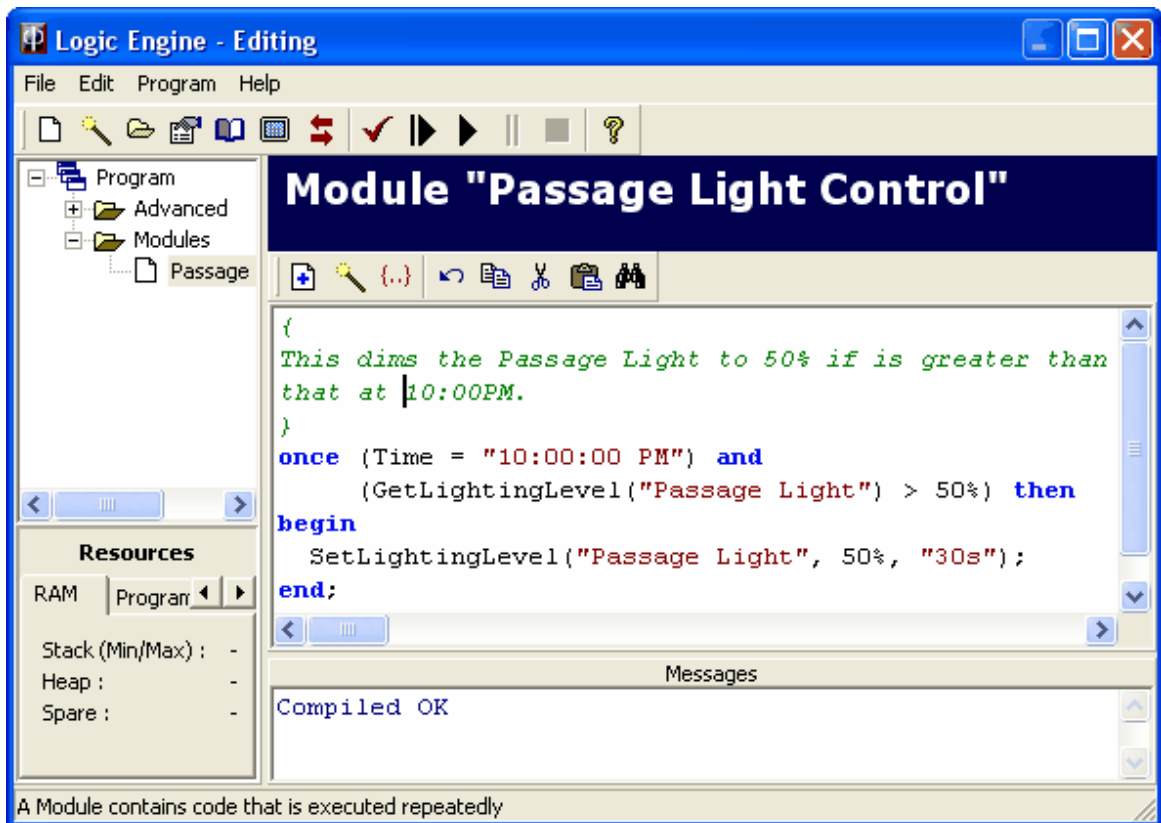 Logic Engine - Editing
File Edit Program Help
Program
Advanced
Modules
Passage
Module "Passage Light Control"
{..}
{
This dims the Passage Light to 50% if is greater than
that at 10:00PM.
}
once (Time = "10:00:00 PM") and
(GetLightingLevel("Passage Light") > 50%) then
begin
SetLightingLevel("Passage Light", 50%, "30s");
end;
Resources
RAM Program
Stack (Min/Max) : -
Heap : -
Spare : -
Messages
Compiled OK
A Module contains code that is executed repeatedly